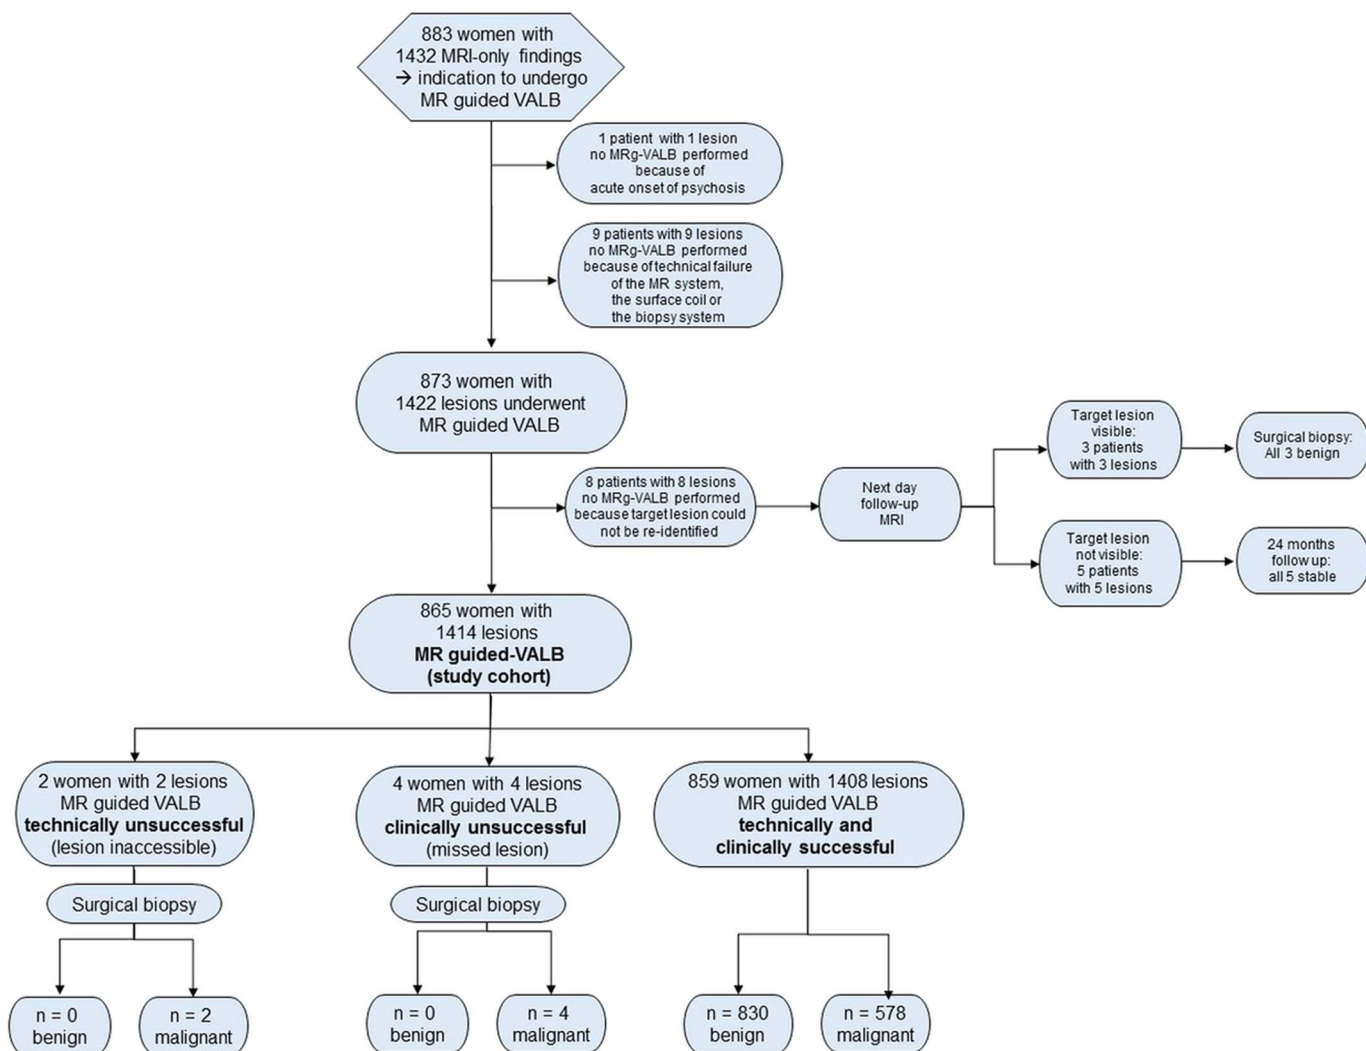 883 women with
1432 MRI-only findings
→ indication to undergo
MR guided VALB
1 patient with 1 lesion
no MRg-VALB performed
because of
acute onset of psychosis
9 patients with 9 lesions
no MRg-VALB performed
because of technical failure
of the MR system,
the surface coil or
the biopsy system
873 women with
1422 lesions underwent
MR guided VALB
8 patients with 8 lesions
no MRg-VALB performed
because target lesion could
not be re-identified
Next day
follow-up
MRI
Target lesion
visible:
3 patients
with 3 lesions
Surgical biopsy:
All 3 benign
Target lesion
not visible:
5 patients
with 5 lesions
24 months
follow up:
all 5 stable
865 women with
1414 lesions
MR guided-VALB
(study cohort)
2 women with 2 lesions
MR guided VALB
technically unsuccessful
(lesion inaccessible)
4 women with 4 lesions
MR guided VALB
clinically unsuccessful
(missed lesion)
859 women with 1408 lesions
MR guided VALB
technically and
clinically successful
Surgical biopsy
Surgical biopsy
n = 0
benign
n = 2
malignant
n = 0
benign
n = 4
malignant
n = 830
benign
n = 578
malignant